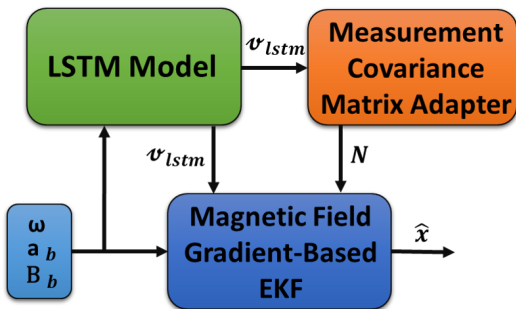 LSTM Model
𝓿_lstm
Measurement
Covariance
Matrix Adapter
𝓿_lstm
N
ω
a_b
B_b
Magnetic Field
Gradient-Based
EKF
x̂